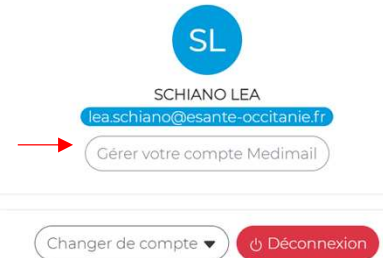 SL
SCHIANO LEA
lea.schiano@esante-occitanie.fr
Gérer votre compte Medimail
Changer de compte
Déconnexion